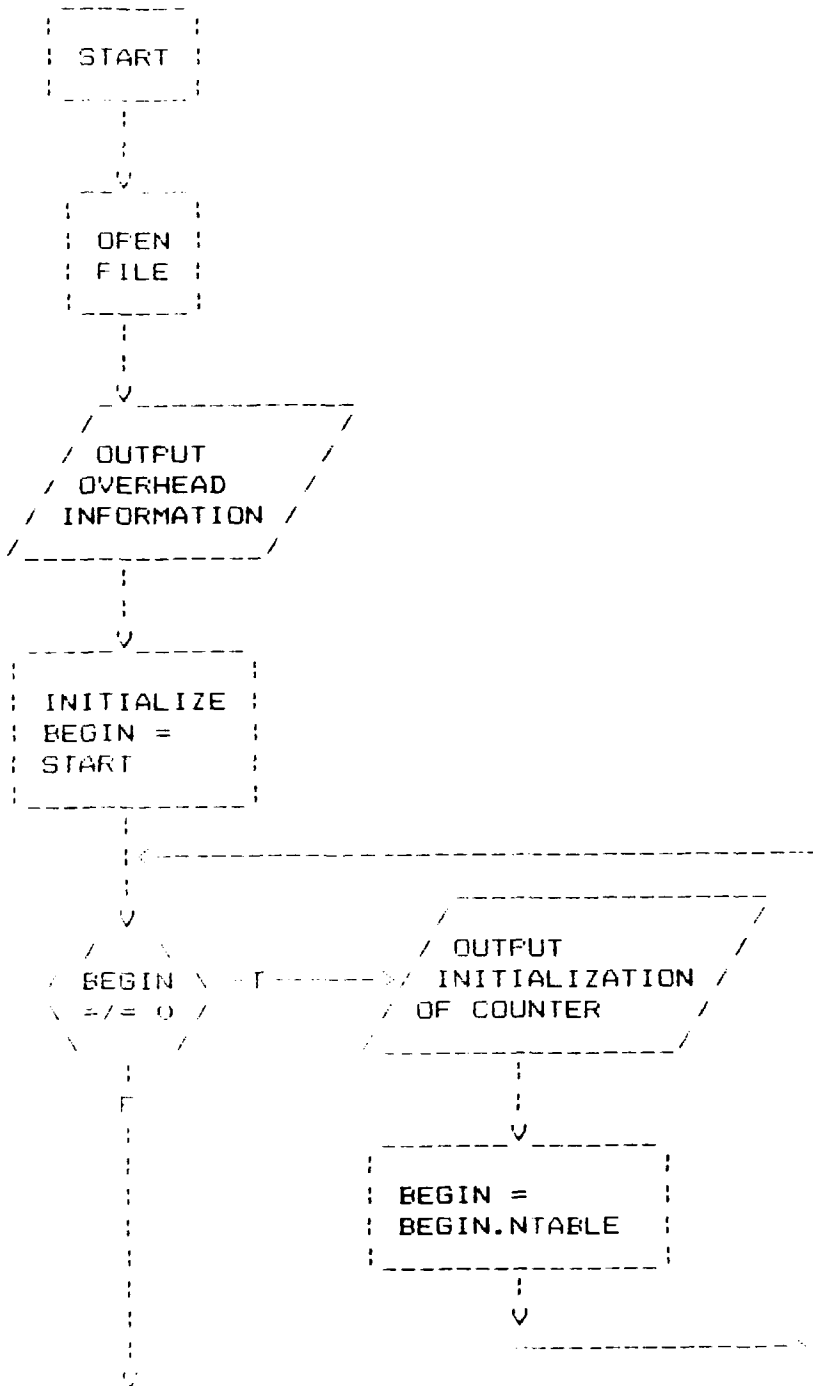 START
OPEN
FILE
OUTPUT
OVERHEAD
INFORMATION
INITIALIZE
BEGIN =
START
BEGIN
=/= 0
T
OUTPUT
INITIALIZATION
OF COUNTER
F
BEGIN =
BEGIN.NTABLE